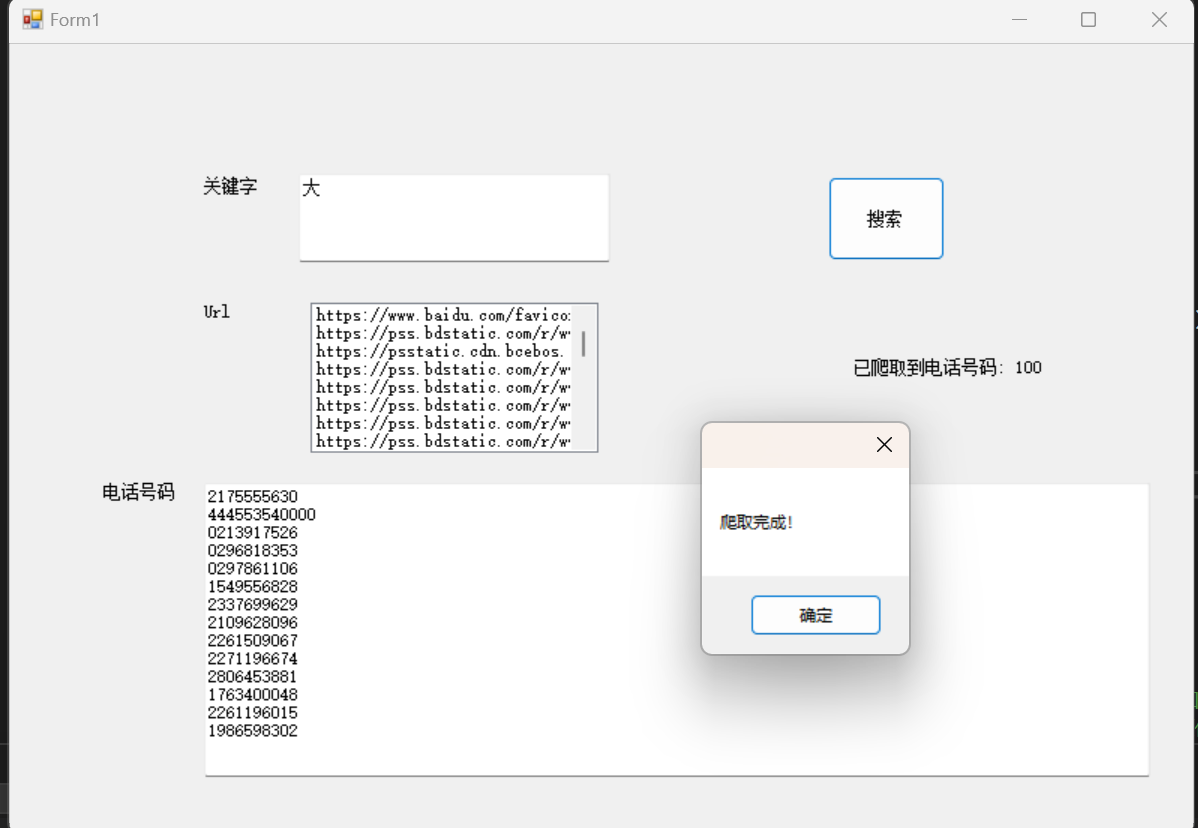 Form1
关键字
大
搜索
Url
https://www.baidu.com/favico
https://pss.bdstatic.com/r/w
https://psstatic.cdn.bcebos.
https://pss.bdstatic.com/r/w
https://pss.bdstatic.com/r/w
https://pss.bdstatic.com/r/w
https://pss.bdstatic.com/r/w
https://pss.bdstatic.com/r/w
已爬取到电话号码：100
电话号码
2175555630
444553540000
0213917526
0296818353
0297861106
1549556828
2337699629
2109628096
2261509067
2271196674
2806453881
1763400048
2261196015
1986598302
爬取完成！
确定